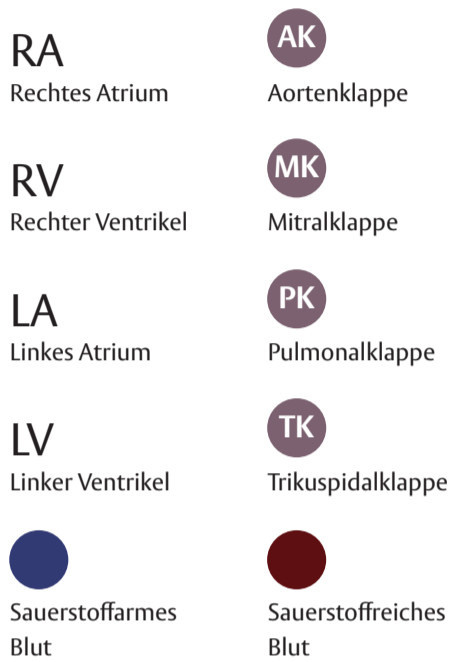 RA
Rechtes Atrium
AK
Aortenklappe
RV
Rechter Ventrikel
MK
Mitralklappe
LA
Linkes Atrium
PK
Pulmonalklappe
LV
Linker Ventrikel
TK
Trikuspidalklappe
Sauerstoffarmes
Blut
Sauerstoffreiches
Blut